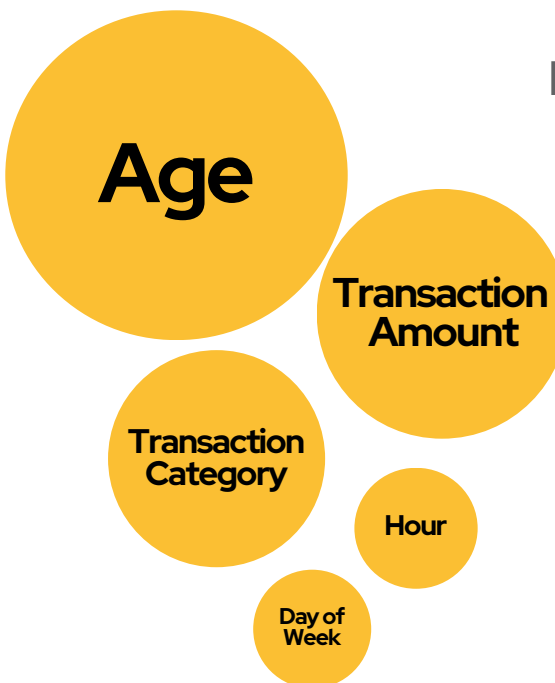 Age
Transaction
Amount
Transaction
Category
Hour
Day of
Week